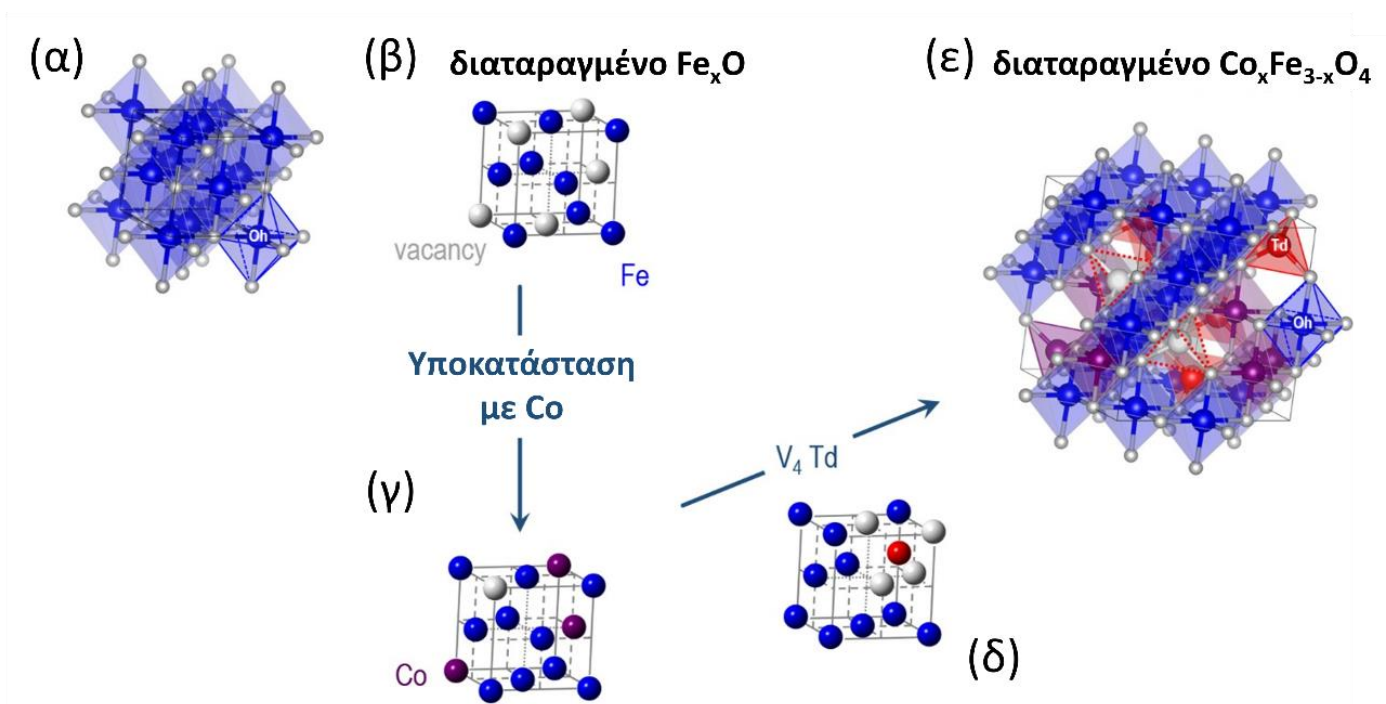 (α)
(β) διαταραγμένο FeₓO
(ε) διαταραγμένο CoₓFe₃₋ₓO₄
Oh
vacancy
Fe
Td
Oh
Υποκατάσταση
με Co
V₄ Td
(γ)
Co
(δ)